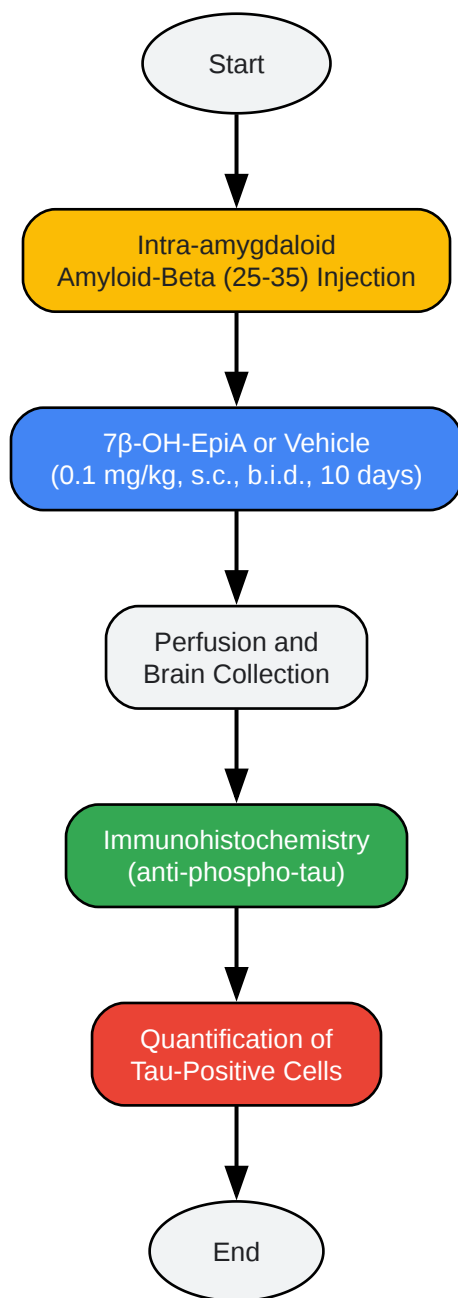 Start
Intra-amygdaloid
Amyloid-Beta (25-35) Injection
7β-OH-EpiA or Vehicle
(0.1 mg/kg, s.c., b.i.d., 10 days)
Perfusion and
Brain Collection
Immunohistochemistry
(anti-phospho-tau)
Quantification of
Tau-Positive Cells
End